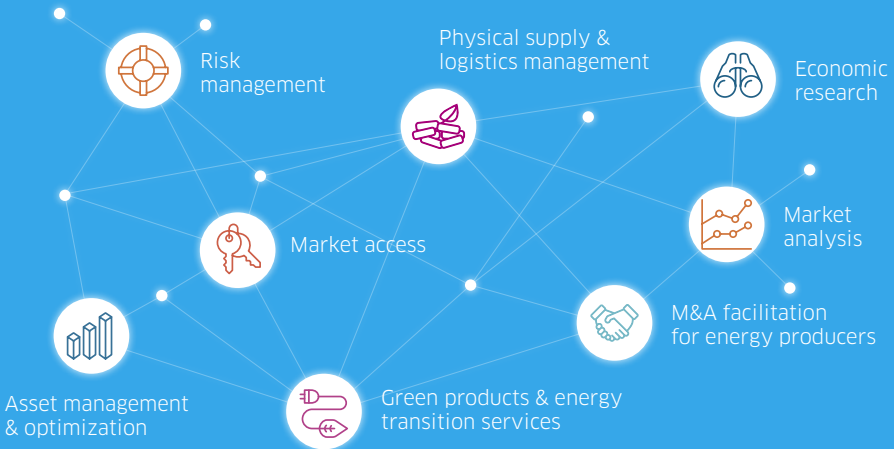 Risk
management
Physical supply &
logistics management
Economic
research
Market access
Market
analysis
M&A facilitation
for energy producers
Asset management
& optimization
Green products & energy
transition services